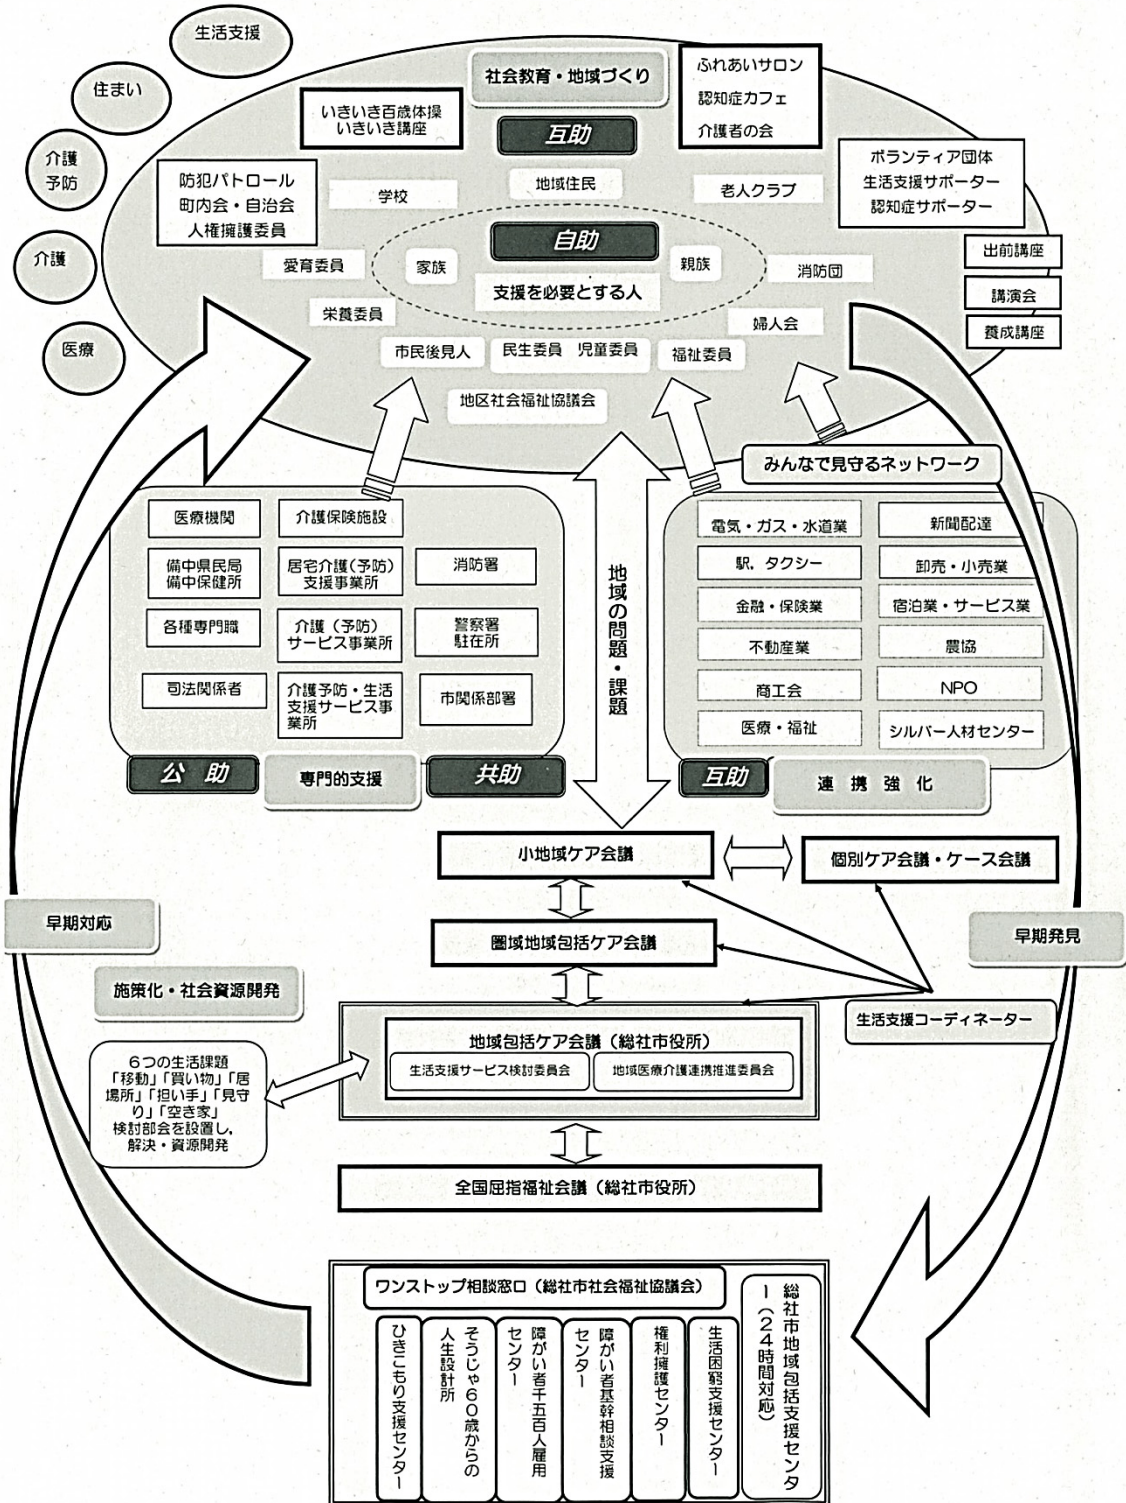 生活支援
住まい
介護
予防
介護
医療
社会教育・地域づくり
互助
いきいき百歳体操
いきいき講座
ふれあいサロン
認知症カフェ
介護者の会
防犯パトロール
町内会・自治会
人権擁護委員
学校
地域住民
老人クラブ
ボランティア団体
生活支援サポーター
認知症サポーター
自助
愛育委員
家族
親族
支援を必要とする人
消防団
出前講座
講演会
養成講座
栄養委員
婦人会
市民後見人
民生委員 児童委員
福祉委員
地区社会福祉協議会
みんなで見守るネットワーク
医療機関
介護保険施設
備中県民局
備中保健所
居宅介護(予防)
支援事業所
消防署
各種専門職
介護(予防)
サービス事業所
警察署
駐在所
司法関係者
介護予防・生活
支援サービス事
業所
市関係部署
公助
専門的支援
共助
地域の問題・課題
電気・ガス・水道業
新聞配達
駅.タクシー
卸売・小売業
金融・保険業
宿泊業・サービス業
不動産業
農協
商工会
NPO
医療・福祉
シルバー人材センター
互助
連携強化
小地域ケア会議
個別ケア会議・ケース会議
早期対応
圏域地域包括ケア会議
早期発見
施策化・社会資源開発
生活支援コーディネーター
地域包括ケア会議(総社市役所)
生活支援サービス検討委員会
地域医療介護連携推進委員会
6つの生活課題
「移動」「買い物」「居
場所」「担い手」「見守
り」「空き家」
検討部会を設置し.
解決・資源開発
全国屈指福祉会議(総社市役所)
ワンストップ相談窓口(総社市社会福祉協議会)
ひきこもり支援センター
そうじゃ60歳からの
人生設計所
障がい者千五百人雇用
センター
障がい者基幹相談支援
センター
権利擁護センター
生活困窮支援センター
総社市地域包括支援センタ
ー(24時間対応)